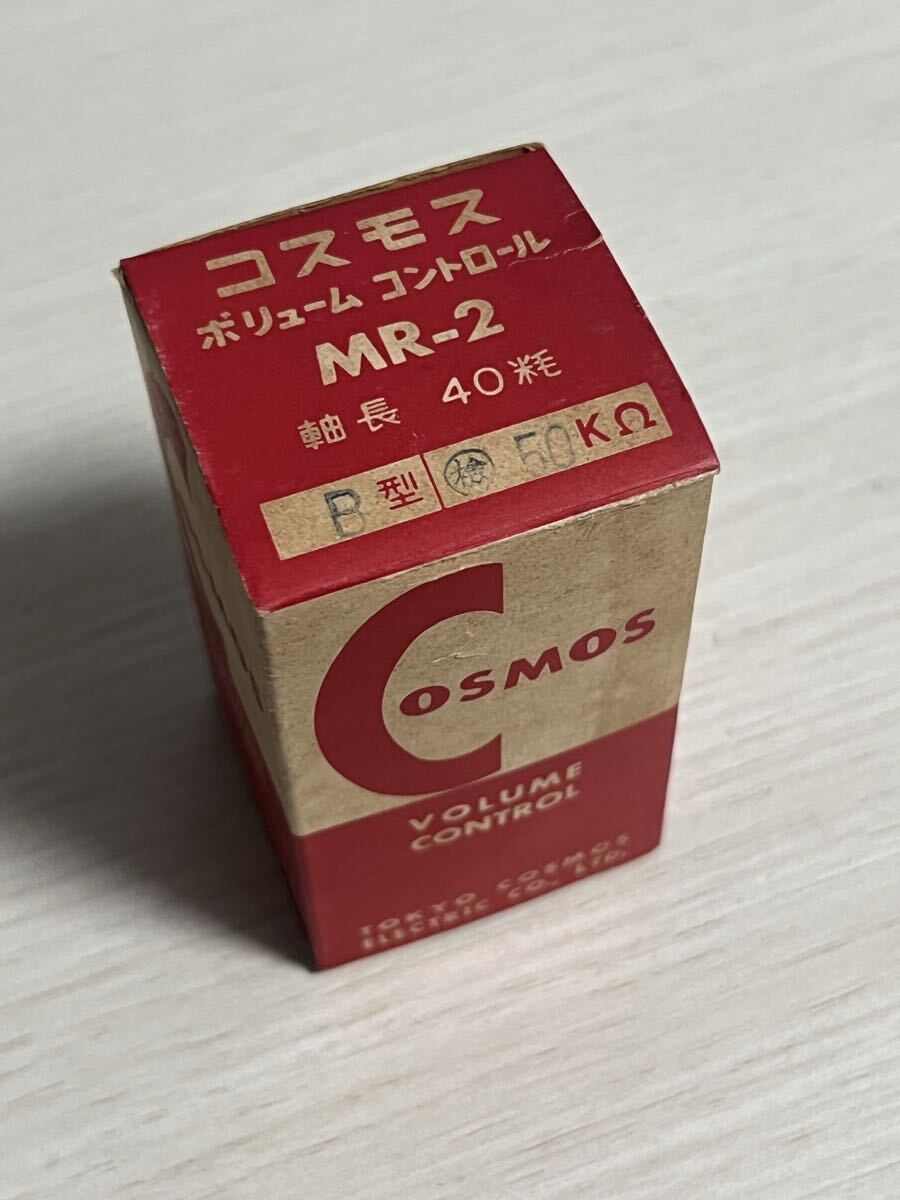 コスモス
ボリューム コントロール
MR-2
軸長 40粍
B型 検 50KΩ
COSMOS
VOLUME
CONTROL
TOKYO COSMOS
ELECTRIC CO., LTD.